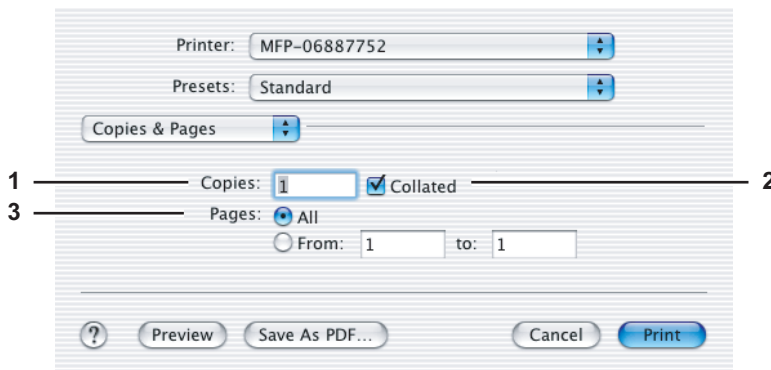 Printer: MFP-06887752
Presets: Standard
Copies & Pages
1 Copies: 1 Collated 2
3 Pages: All
From: 1 to: 1
? Preview Save As PDF... Cancel Print